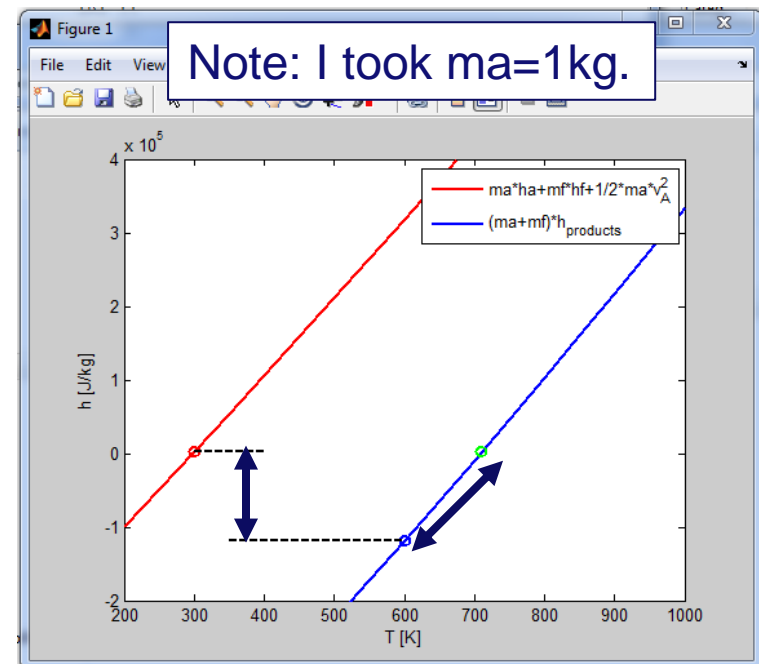 Figure 1
Note: I took ma=1kg.
File Edit View
x 10^5
4
3
2
1
0
-1
-2
h [J/kg]
ma*ha+mf*hf+1/2*ma*v_A^2
(ma+mf)*h_products
200 300 400 500 600 700 800 900 1000
T [K]